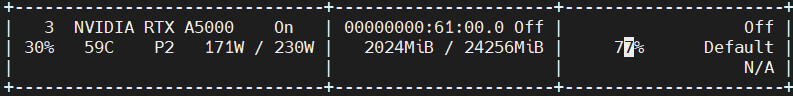 +-------------------------------+----------------------+----------------------+
|   3  NVIDIA RTX A5000    On   | 00000000:61:00.0 Off |                  Off |
| 30%   59C    P2   171W / 230W |   2024MiB / 24256MiB |     77%      Default |
|                               |                      |                  N/A |
+-------------------------------+----------------------+----------------------+